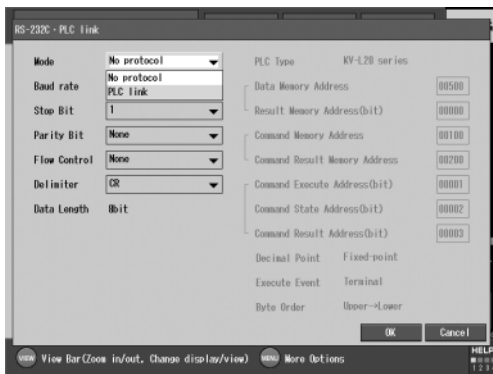 RS-232C・PLC link
Mode
No protocol
No protocol
PLC link
Baud rate
Stop Bit
1
Parity Bit
None
Flow Control
None
Delimiter
CR
Data Length
8bit
PLC Type
KV-L20 series
Data Memory Address
00500
Result Memory Address(bit)
00000
Command Memory Address
00100
Command Result Memory Address
00200
Command Execute Address(bit)
00001
Command State Address(bit)
00002
Command Result Address(bit)
00003
Decimal Point
Fixed-point
Execute Event
Terminal
Byte Order
Upper→Lower
OK
Cancel
VIEW View Bar(Zoom in/out, Change display/view)
MENU More Options
HELP
1 2 3